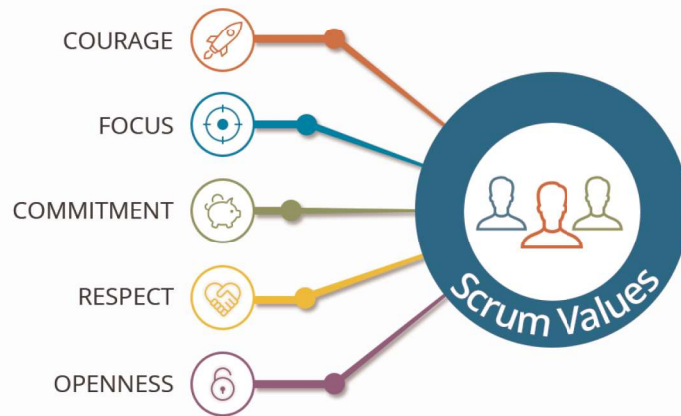 COURAGE
FOCUS
COMMITMENT
RESPECT
OPENNESS
Scrum Values